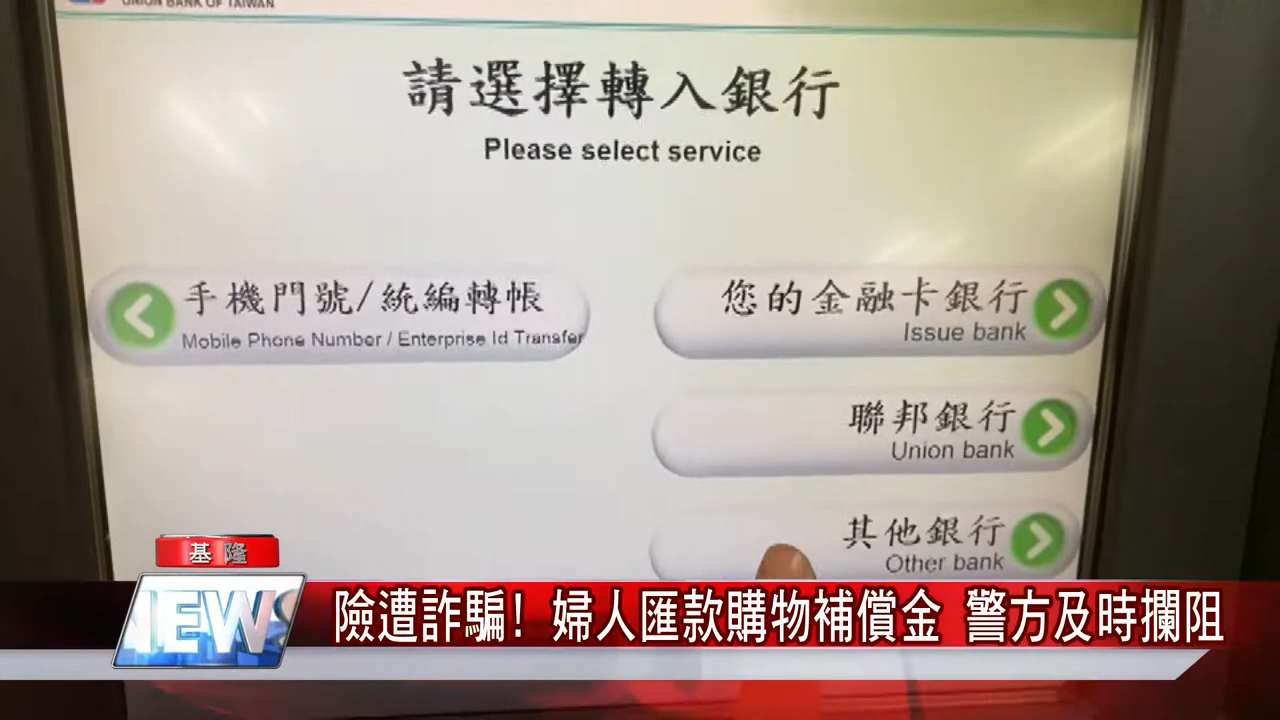 UNION BANK OF TAIWAN
請選擇轉入銀行
Please select service
手機門號/統編轉帳
Mobile Phone Number / Enterprise Id Transfer
您的金融卡銀行
Issue bank
聯邦銀行
Union bank
其他銀行
Other bank
基隆
NEWS
險遭詐騙! 婦人匯款購物補償金 警方及時攔阻